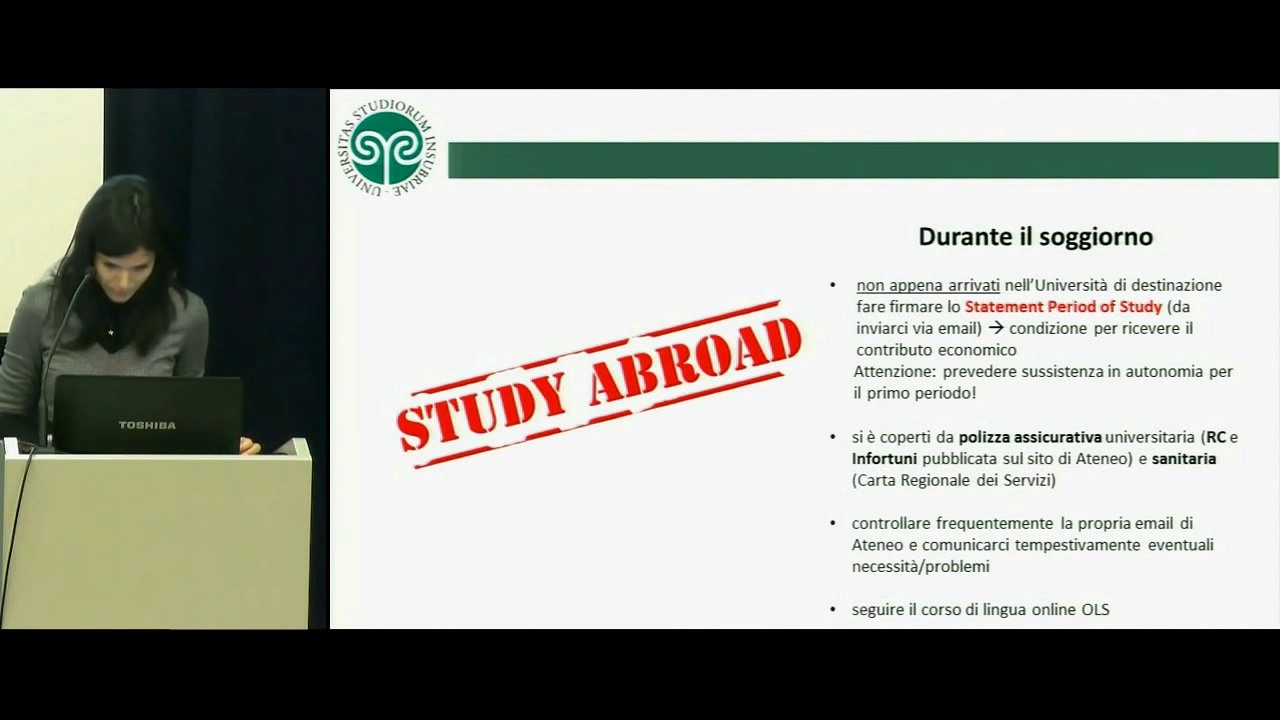 UNIVERSITAS STUDIORUM INSUBRIAE
Durante il soggiorno
• non appena arrivati nell'Università di destinazione
fare firmare lo Statement Period of Study (da
inviarci via email) → condizione per ricevere il
contributo economico
Attenzione: prevedere sussistenza in autonomia per
il primo periodo!
STUDY ABROAD
• si è coperti da polizza assicurativa universitaria (RC e
Infortuni pubblicata sul sito di Ateneo) e sanitaria
(Carta Regionale dei Servizi)
• controllare frequentemente la propria email di
Ateneo e comunicarci tempestivamente eventuali
necessità/problemi
• seguire il corso di lingua online OLS
TOSHIBA